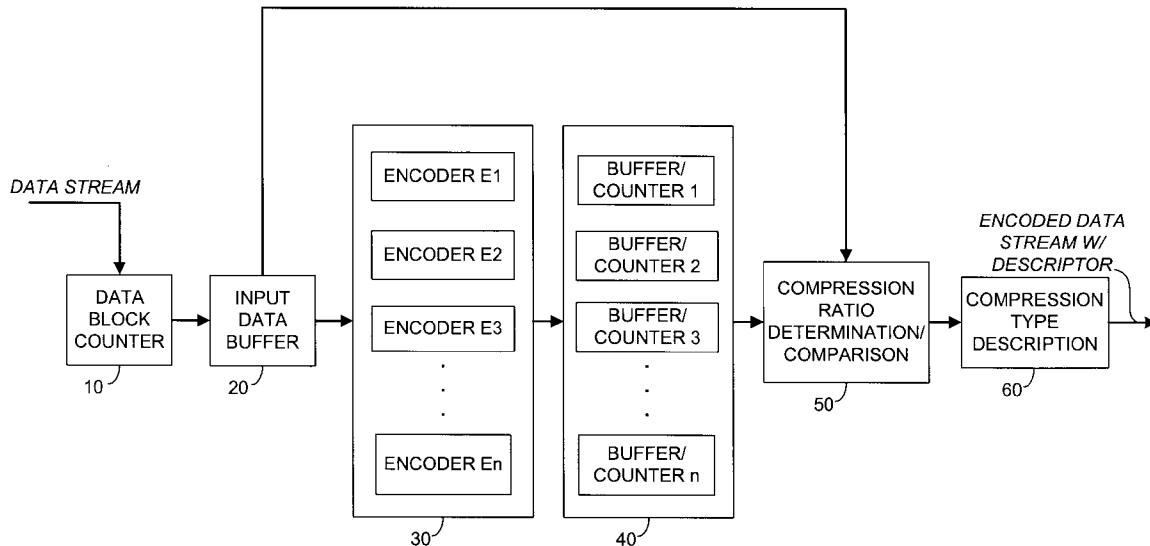 DATA STREAM
DATA
BLOCK
COUNTER
10
INPUT
DATA
BUFFER
20
ENCODER E1
ENCODER E2
ENCODER E3
.
.
.
ENCODER En
30
BUFFER/
COUNTER 1
BUFFER/
COUNTER 2
BUFFER/
COUNTER 3
.
.
.
BUFFER/
COUNTER n
40
COMPRESSION
RATIO
DETERMINATION/
COMPARISON
50
ENCODED DATA
STREAM W/
DESCRIPTOR
COMPRESSION
TYPE
DESCRIPTION
60